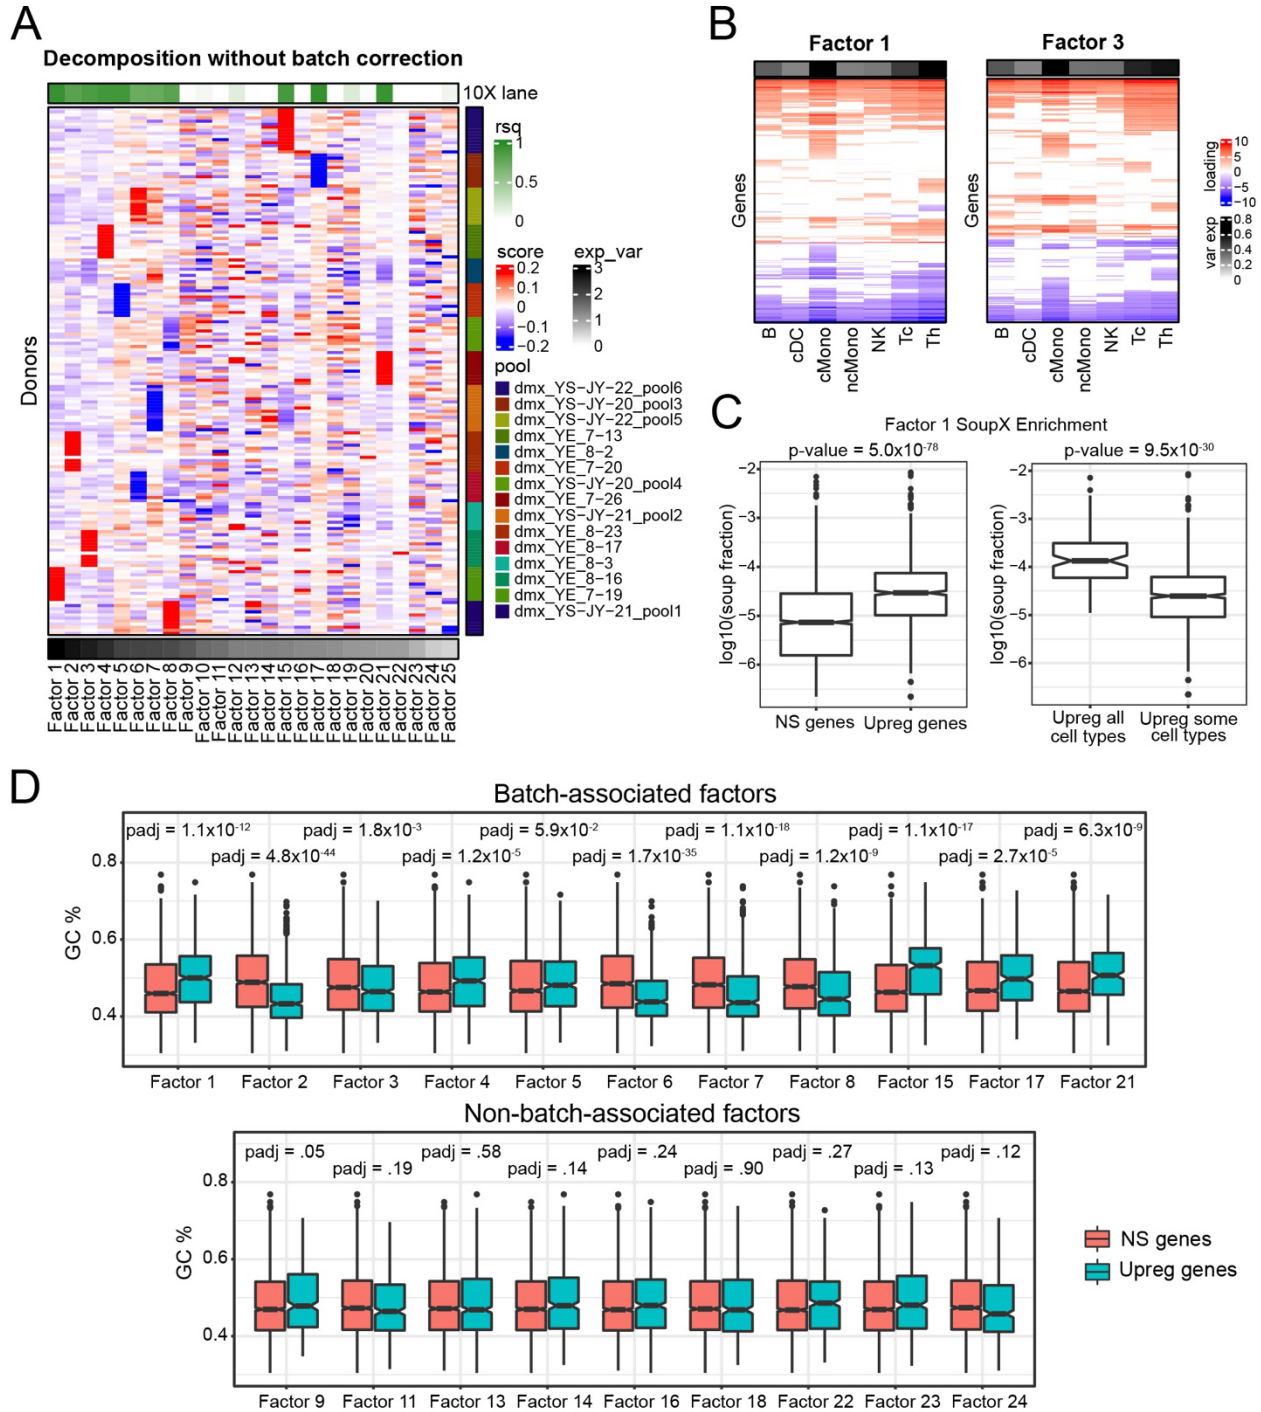 A
Decomposition without batch correction
10X lane
rsq
1
0.5
0
score
0.2
0.1
0
−0.1
−0.2
exp_var
3
2
1
0
pool
dmx_YS-JY-22_pool6
dmx_YS-JY-20_pool3
dmx_YS-JY-22_pool5
dmx_YE_7-13
dmx_YE_8-2
dmx_YE_7-20
dmx_YS-JY-20_pool4
dmx_YE_7-26
dmx_YS-JY-21_pool2
dmx_YE_8-23
dmx_YE_8-17
dmx_YE_8-3
dmx_YE_8-16
dmx_YE_7-19
dmx_YS-JY-21_pool1
Donors
Factor 1
Factor 2
Factor 3
Factor 4
Factor 5
Factor 6
Factor 7
Factor 8
Factor 9
Factor 10
Factor 11
Factor 12
Factor 13
Factor 14
Factor 15
Factor 16
Factor 17
Factor 18
Factor 19
Factor 20
Factor 21
Factor 22
Factor 23
Factor 24
Factor 25
B
Factor 1
Factor 3
Genes
Genes
B
cDC
cMono
ncMono
NK
Tc
Th
B
cDC
cMono
ncMono
NK
Tc
Th
loading
10
5
0
−5
−10
var exp
0.8
0.6
0.4
0.2
0
C
Factor 1 SoupX Enrichment
p-value = 5.0x10-78
p-value = 9.5x10-30
log10(soup fraction)
−2
−3
−4
−5
−6
NS genes
Upreg genes
log10(soup fraction)
−2
−3
−4
−5
−6
Upreg all
cell types
Upreg some
cell types
D
Batch-associated factors
padj = 1.1x10-12
padj = 1.8x10-3
padj = 5.9x10-2
padj = 1.1x10-18
padj = 1.1x10-17
padj = 6.3x10-9
padj = 4.8x10-44
padj = 1.2x10-5
padj = 1.7x10-35
padj = 1.2x10-9
padj = 2.7x10-5
GC %
0.8
0.6
0.4
Factor 1
Factor 2
Factor 3
Factor 4
Factor 5
Factor 6
Factor 7
Factor 8
Factor 15
Factor 17
Factor 21
Non-batch-associated factors
padj = .05
padj = .58
padj = .24
padj = .27
padj = .12
padj = .19
padj = .14
padj = .90
padj = .13
GC %
0.8
0.6
0.4
Factor 9
Factor 11
Factor 13
Factor 14
Factor 16
Factor 18
Factor 22
Factor 23
Factor 24
NS genes
Upreg genes